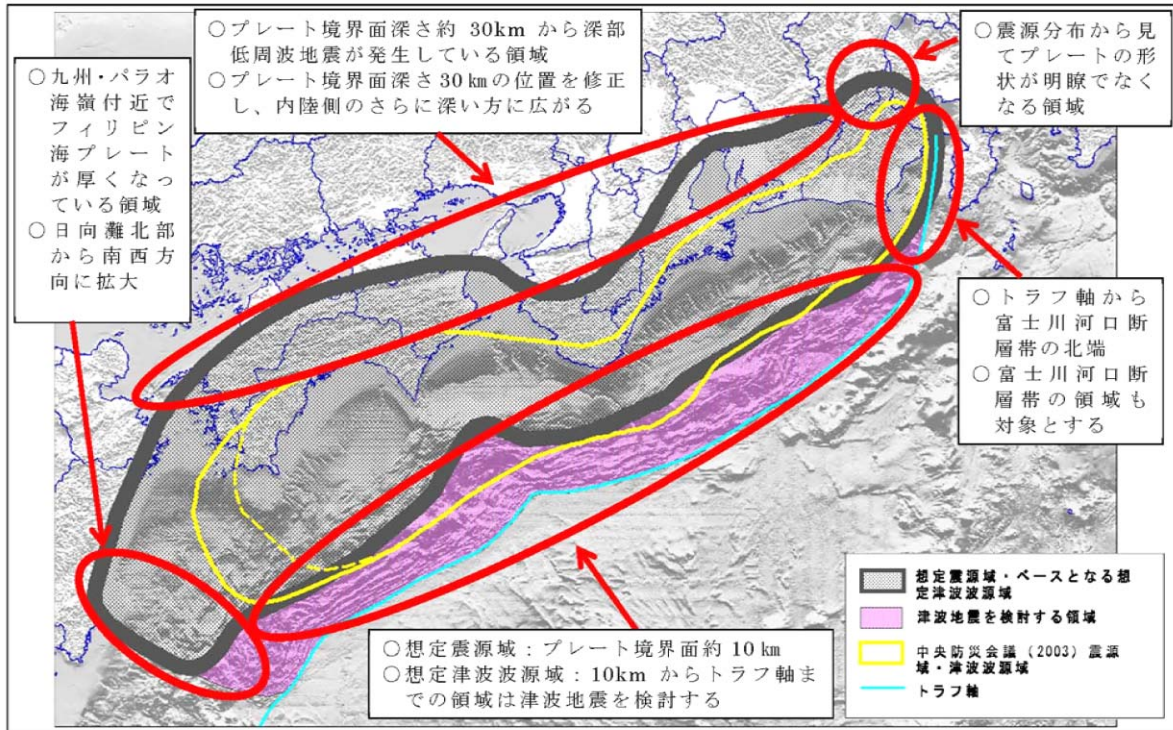 ○九州・パラオ
海嶺付近で
フィリピン
海プレート
が厚くなっ
ている領域
○日向灘北部
から南西方
向に拡大
○プレート境界面深さ約 30km から深部
低周波地震が発生している領域
○プレート境界面深さ30㎞の位置を修正
し、内陸側のさらに深い方に広がる
○震源分布から見
てプレートの形
状が明瞭でなく
なる領域
○トラフ軸から
富士川河口断
層帯の北端
○富士川河口断
層帯の領域も
対象とする
○想定震源域：プレート境界面約 10㎞
○想定津波波源域：10km からトラフ軸ま
での領域は津波地震を検討する
想定震源域・ベースとなる想
定津波波源域
津波地震を検討する領域
中央防災会議（2003）震源
域・津波波源域
トラフ軸